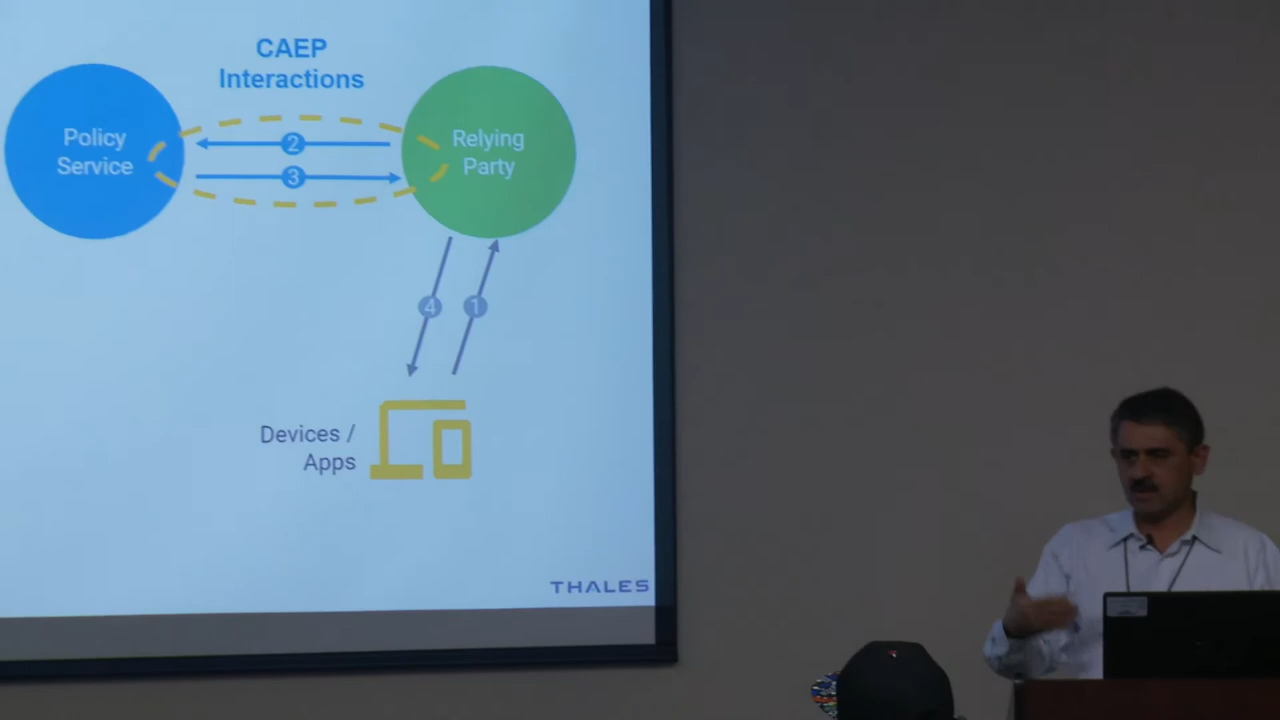 CAEP
Interactions
Policy
Service
2
3
Relying
Party
4
1
Devices /
Apps
THALES